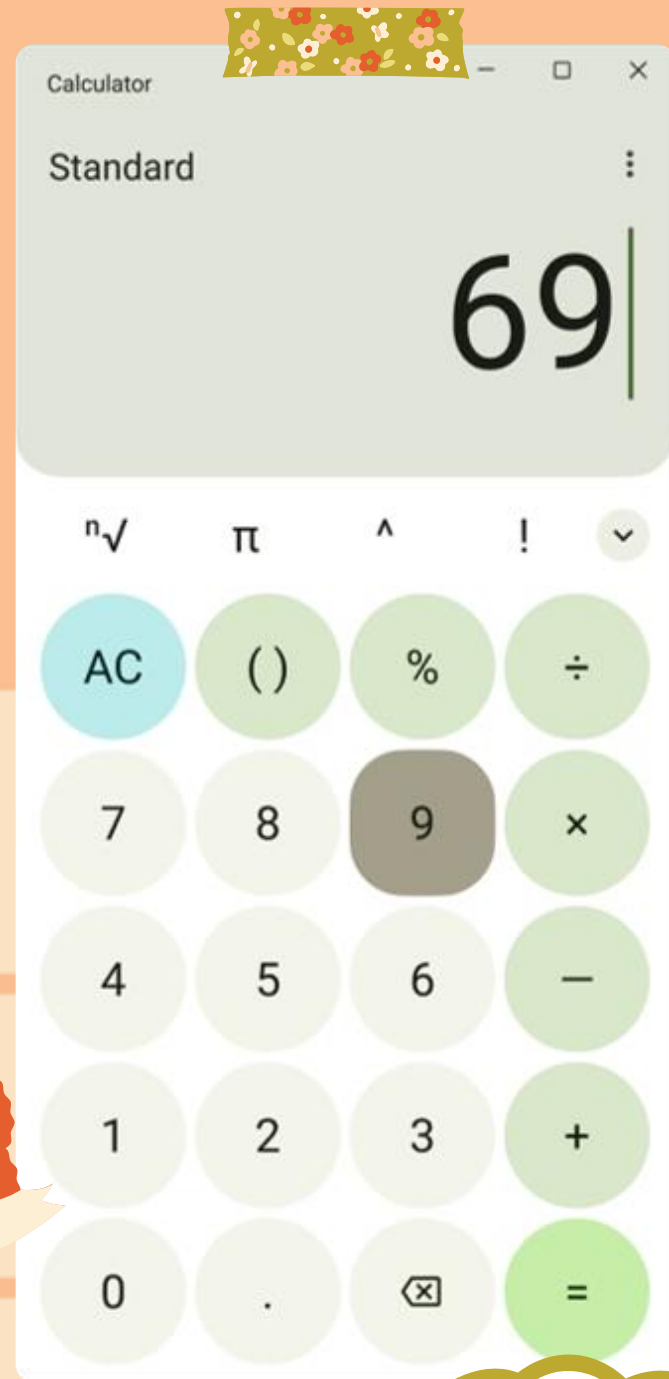 Calculator
Standard
69
ⁿ√ π ^ !
AC ( ) % ÷
7 8 9 ×
4 5 6 −
1 2 3 +
0 . =